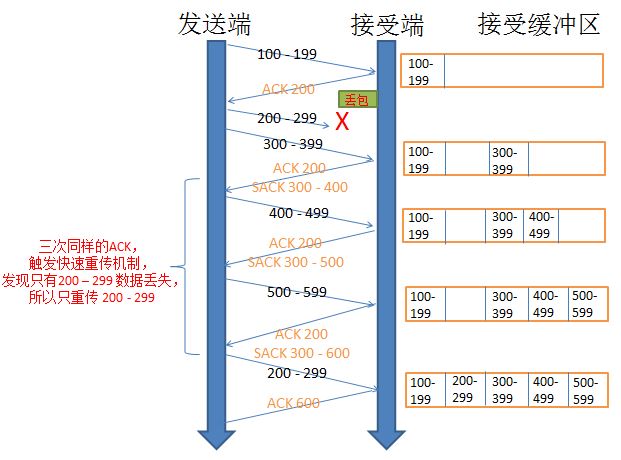 发送端
接受端
接受缓冲区
100 - 199
ACK 200
丢包
200 - 299
X
300 - 399
ACK 200
SACK 300 - 400
400 - 499
ACK 200
SACK 300 - 500
500 - 599
ACK 200
SACK 300 - 600
200 - 299
ACK 600
三次同样的ACK，
触发快速重传机制，
发现只有200 – 299 数据丢失，
所以只重传 200 - 299
100-
199
100-
199
300-
399
100-
199
300-
399
400-
499
100-
199
300-
399
400-
499
500-
599
100-
199
200-
299
300-
399
400-
499
500-
599